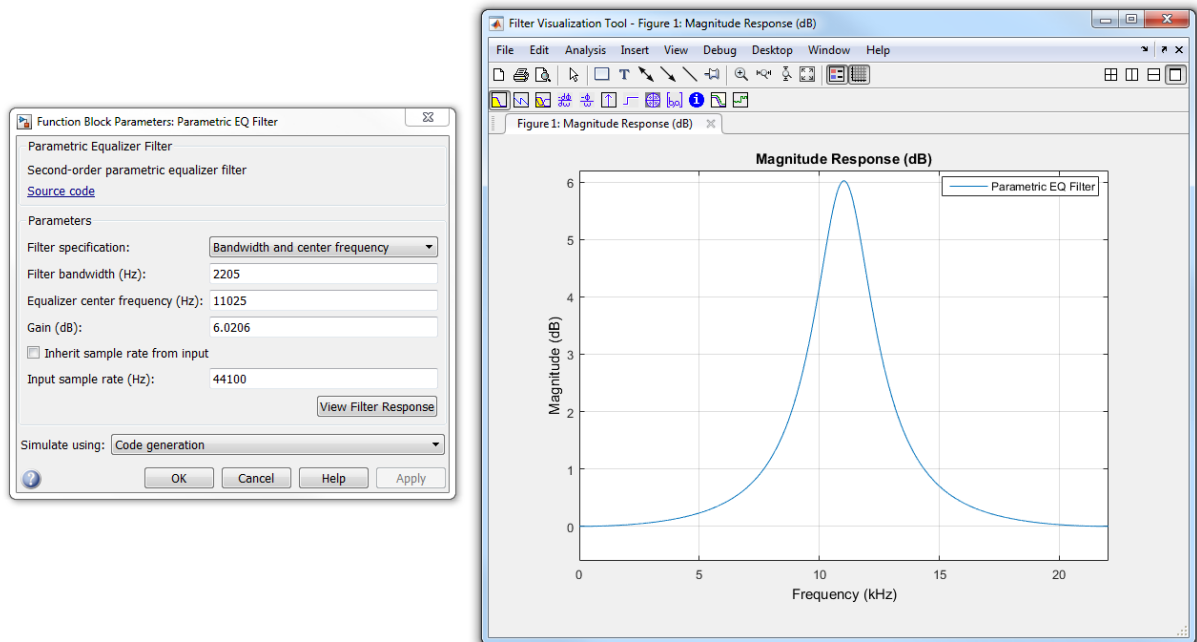 Function Block Parameters: Parametric EQ Filter
Parametric Equalizer Filter
Second-order parametric equalizer filter
Source code
Parameters
Filter specification: Bandwidth and center frequency
Filter bandwidth (Hz): 2205
Equalizer center frequency (Hz): 11025
Gain (dB): 6.0206
Inherit sample rate from input
Input sample rate (Hz): 44100
View Filter Response
Simulate using: Code generation
OK Cancel Help Apply
Filter Visualization Tool - Figure 1: Magnitude Response (dB)
File Edit Analysis Insert View Debug Desktop Window Help
Figure 1: Magnitude Response (dB)
Magnitude Response (dB)
Parametric EQ Filter
Magnitude (dB)
6
5
4
3
2
1
0
0 5 10 15 20
Frequency (kHz)